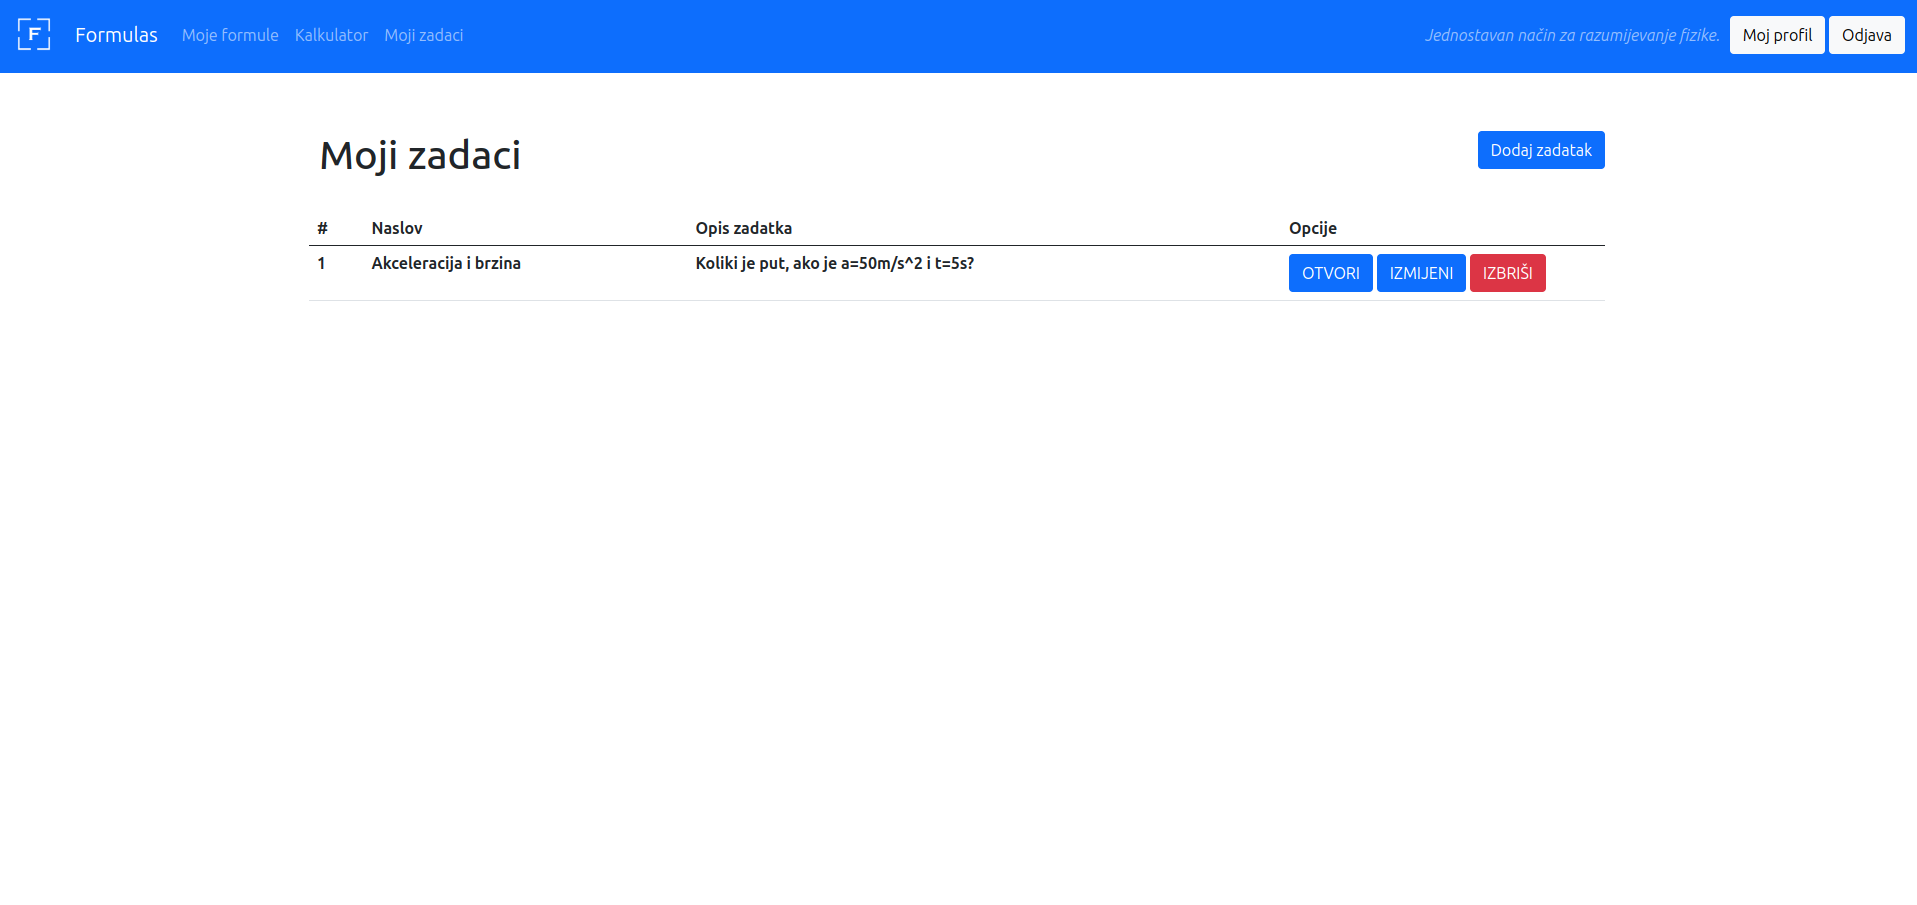 F Formulas Moje formule Kalkulator Moji zadaci Jednostavan način za razumijevanje fizike. Moj profil Odjava
Moji zadaci Dodaj zadatak
# Naslov Opis zadatka Opcije
1 Akceleracija i brzina Koliki je put, ako je a=50m/s^2 i t=5s? OTVORI IZMIJENI IZBRIŠI